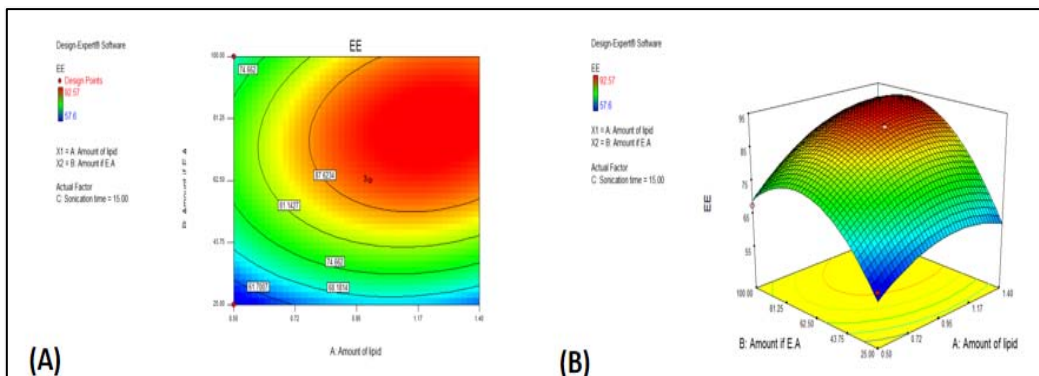 Design-Expert® Software
EE
Design Points
92.57
57.6
X1 = A: Amount of lipid
X2 = B: Amount if E.A
Actual Factor
C: Sonication time = 15.00
EE
100.00
81.25
62.50
43.75
25.00
B: Amount if E.A
74.662
87.6234
3
81.1427
74.662
68.1814
61.7007
0.50
0.72
0.95
1.17
1.40
A: Amount of lipid
(A)
Design-Expert® Software
EE
92.57
57.6
X1 = A: Amount of lipid
X2 = B: Amount if E.A
Actual Factor
C: Sonication time = 15.00
95
85
75
65
55
EE
100.00
81.25
62.50
43.75
25.00
0.50
0.72
0.95
1.17
1.40
B: Amount if E.A
A: Amount of lipid
(B)